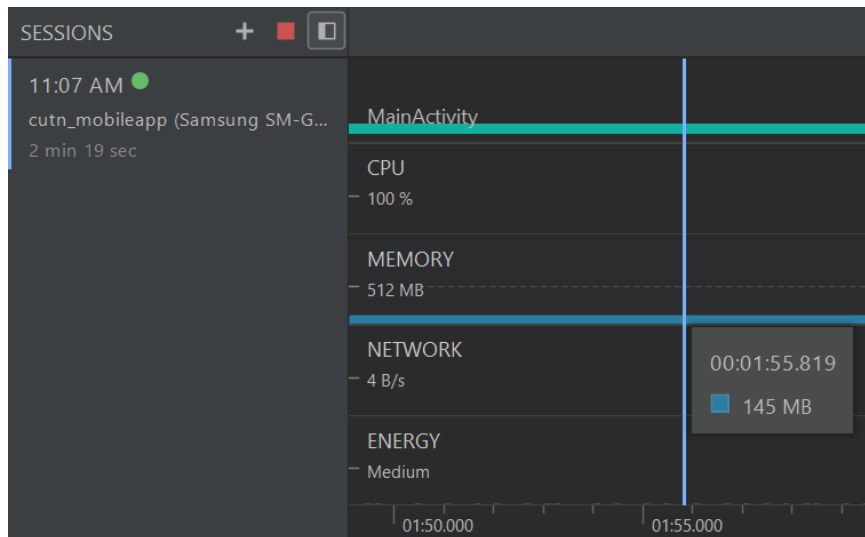 SESSIONS
11:07 AM
cutn_mobileapp (Samsung SM-G...
2 min 19 sec
MainActivity
CPU
100 %
MEMORY
512 MB
NETWORK
4 B/s
00:01:55.819
145 MB
ENERGY
Medium
01:50.000
01:55.000